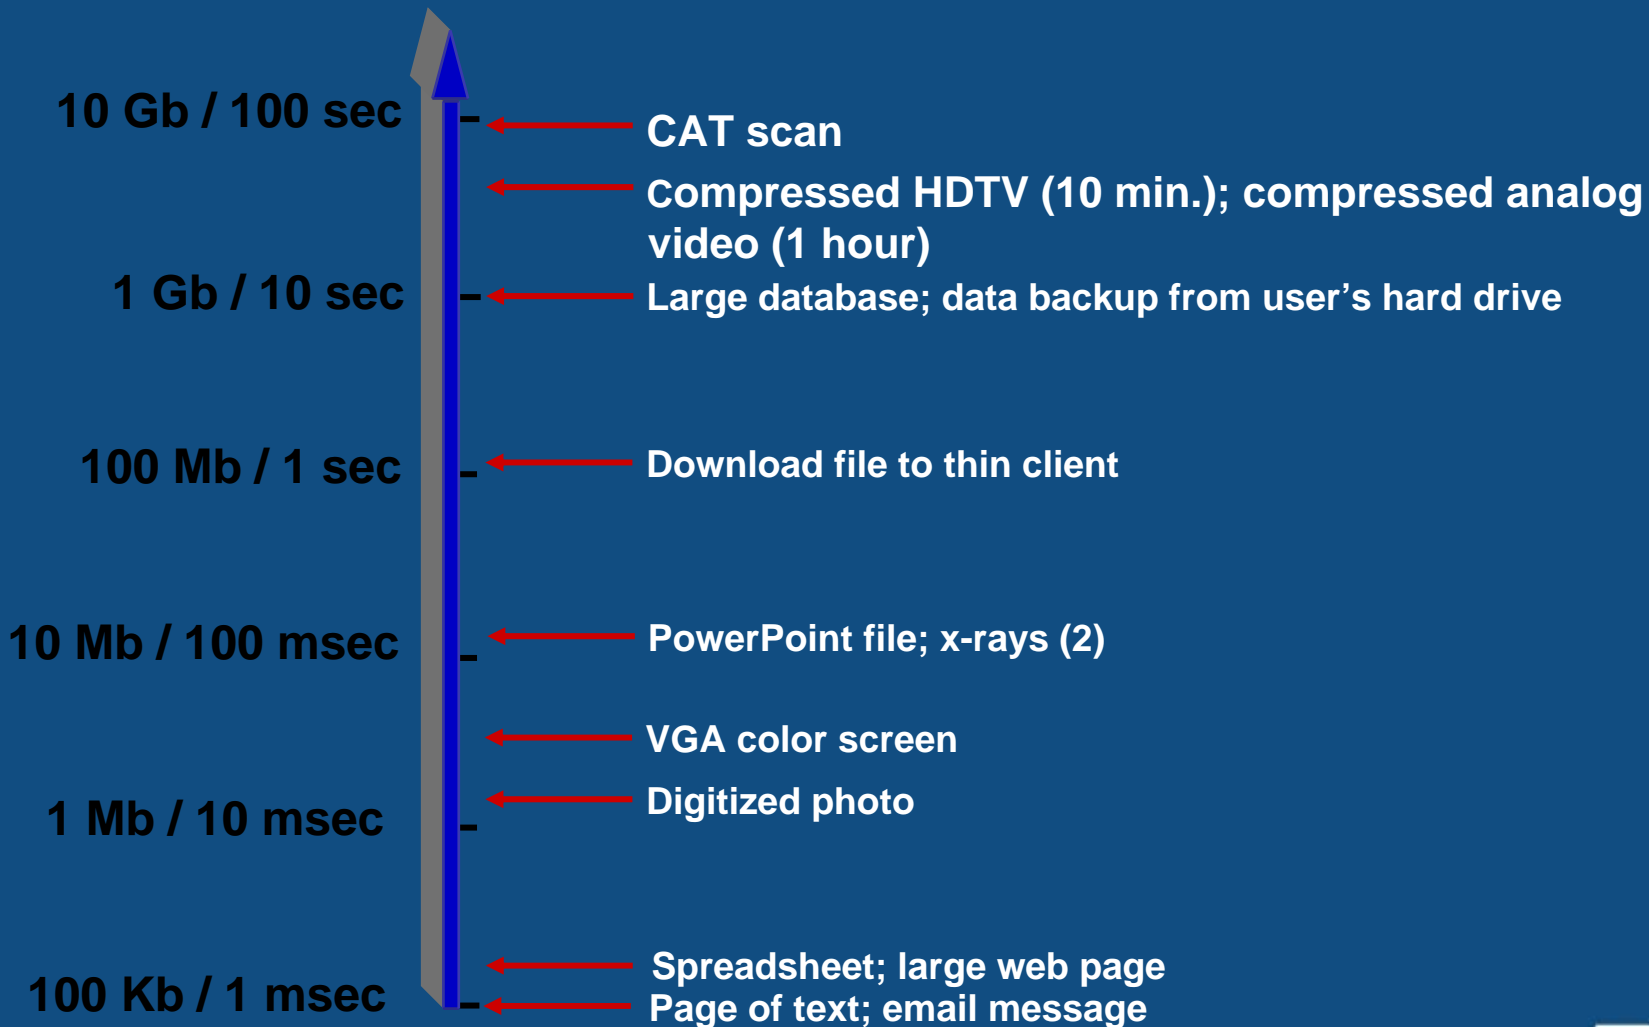 10 Gb / 100 sec
CAT scan
Compressed HDTV (10 min.); compressed analog
video (1 hour)
1 Gb / 10 sec
Large database; data backup from user’s hard drive
100 Mb / 1 sec
Download file to thin client
10 Mb / 100 msec
PowerPoint file; x-rays (2)
VGA color screen
1 Mb / 10 msec
Digitized photo
Spreadsheet; large web page
100 Kb / 1 msec
Page of text; email message